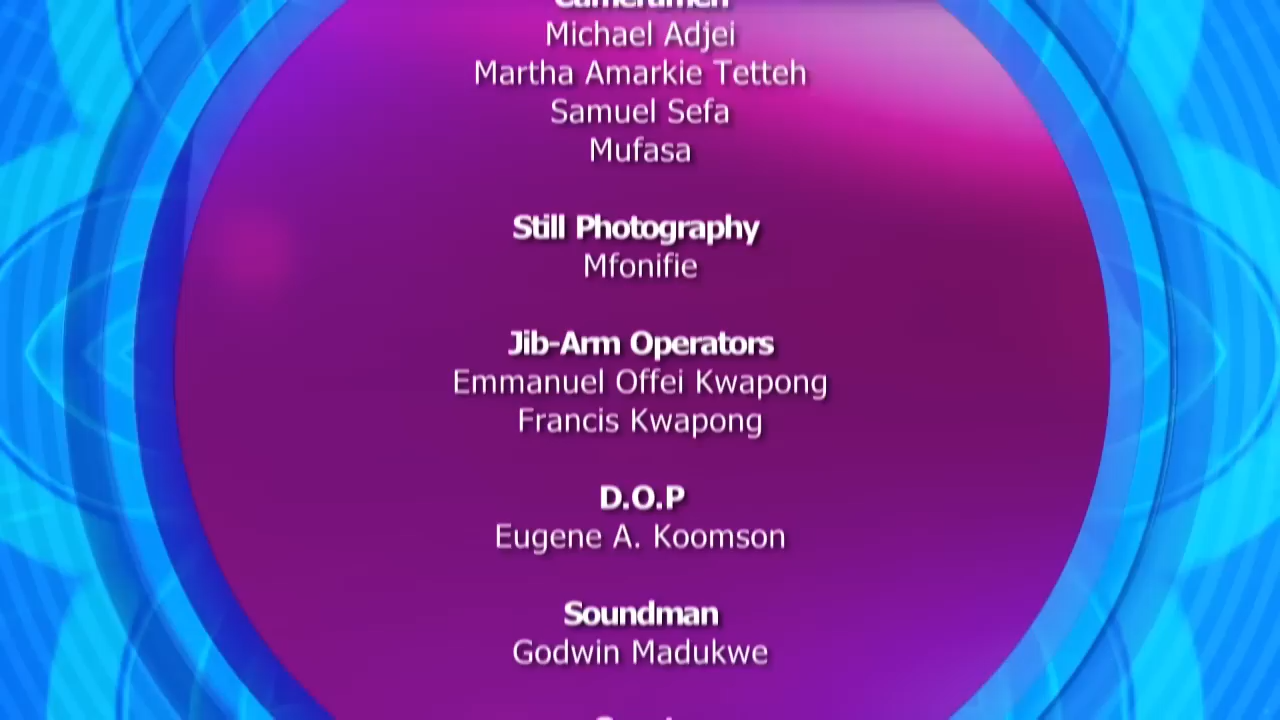 Cameramen
Michael Adjei
Martha Amarkie Tetteh
Samuel Sefa
Mufasa
Still Photography
Mfonifie
Jib-Arm Operators
Emmanuel Offei Kwapong
Francis Kwapong
D.O.P
Eugene A. Koomson
Soundman
Godwin Madukwe